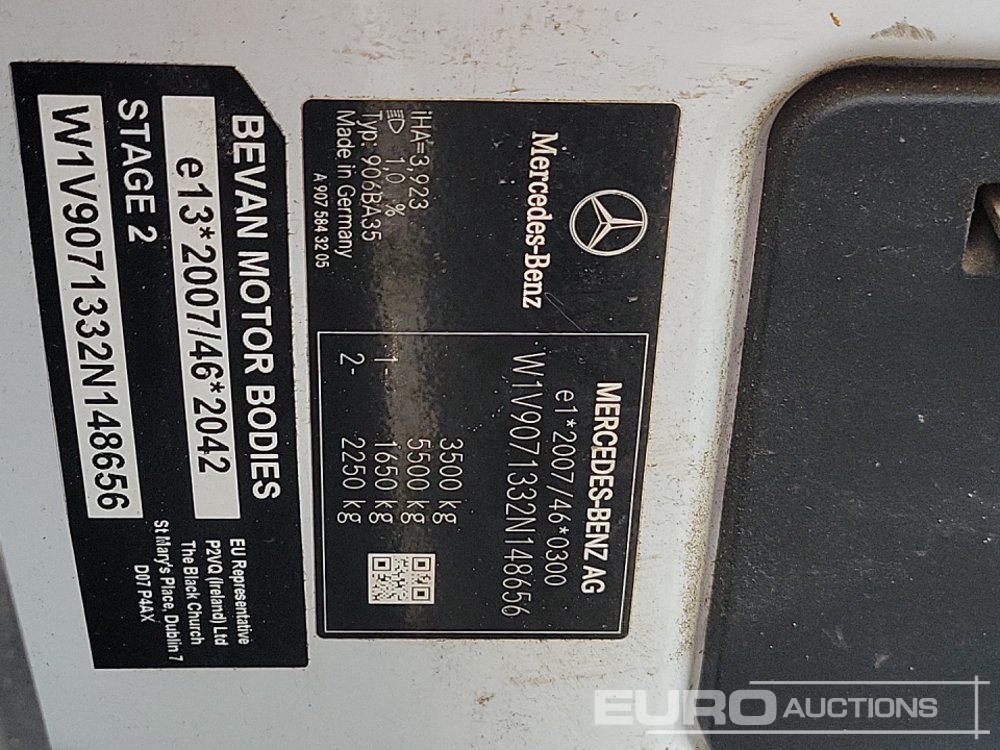 BEVAN MOTOR BODIES
e13*2007/46*2042
STAGE 2
W1V9071332N148656
EU Representative
P2VQ (Ireland) Ltd
The Black Church
St Mary's Place, Dublin 7
D07 P4AX
Mercedes-Benz
iHA=3,923
1,0 %
Typ: 906BA35
Made in Germany
A 907 584 32 05
MERCEDES-BENZ AG
e1*2007/46*0300
W1V9071332N148656
3500 kg
5500 kg
1- 1650 kg
2- 2250 kg
EURO AUCTIONS